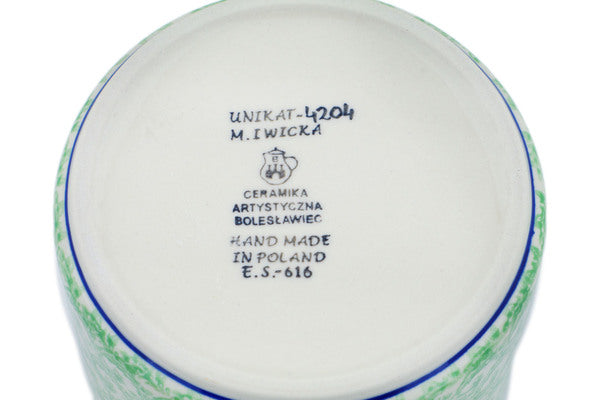 UNIKAT-4204
M. IWICKA
CERAMIKA
ARTYSTYCZNA
BOLESŁAWIEC
HAND MADE
IN POLAND
E.S.-616